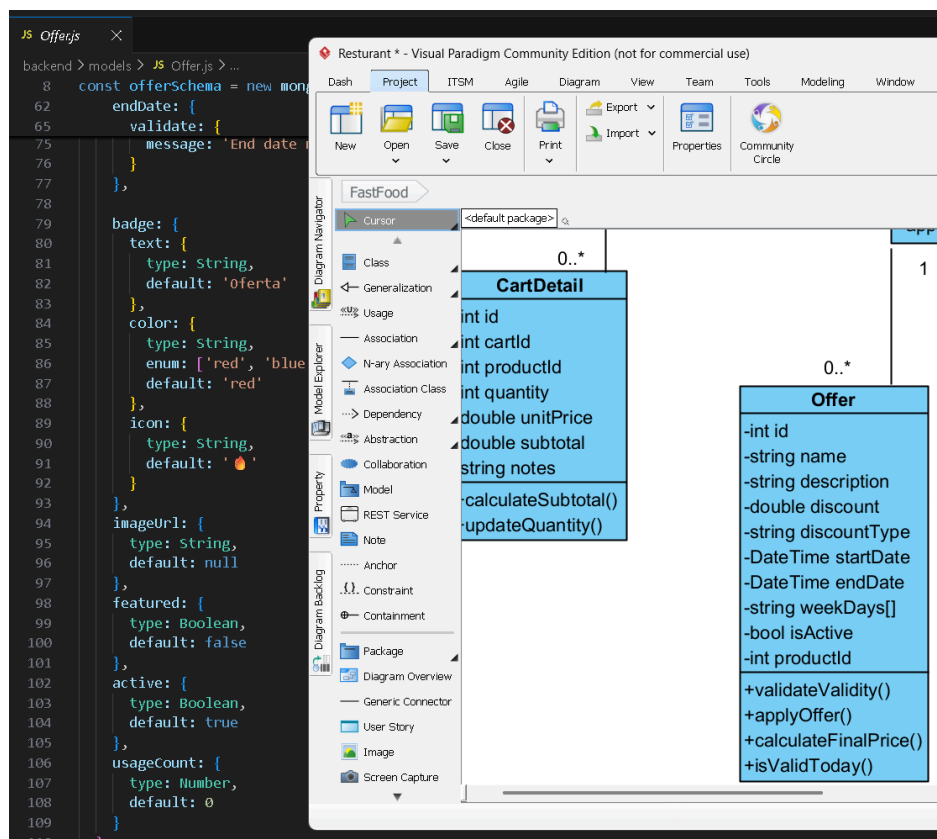 JS Offer.js
backend > models > JS Offer.js > ...
8 const offerSchema = new mong
62 endDate: {
65 validate: {
75 message: 'End date
76 }
77 },
78
79 badge: {
80 text: {
81 type: String,
82 default: 'Oferta'
83 },
84 color: {
85 type: String,
86 enum: ['red', 'blue
87 default: 'red'
88 },
89 icon: {
90 type: String,
91 default: '🔥'
92 }
93 },
94 imageUrl: {
95 type: String,
96 default: null
97 },
98 featured: {
99 type: Boolean,
100 default: false
101 },
102 active: {
103 type: Boolean,
104 default: true
105 },
106 usageCount: {
107 type: Number,
108 default: 0
109 }
Resturant * - Visual Paradigm Community Edition (not for commercial use)
Dash Project ITSM Agile Diagram View Team Tools Modeling Window
New Open Save Close Print Export Import Properties Community Circle
FastFood
Diagram Navigator
Model Explorer
Property
Diagram Backlog
Cursor
Class
Generalization
Usage
Association
N-ary Association
Association Class
Dependency
Abstraction
Collaboration
Model
REST Service
Note
Anchor
Constraint
Containment
Package
Diagram Overview
Generic Connector
User Story
Image
Screen Capture
<default package>
0..*
CartDetail
int id
int cartId
int productId
int quantity
double unitPrice
double subtotal
string notes
calculateSubtotal()
updateQuantity()
1
0..*
Offer
-int id
-string name
-string description
-double discount
-string discountType
-DateTime startDate
-DateTime endDate
-string weekDays[]
-bool isActive
-int productId
+validateValidity()
+applyOffer()
+calculateFinalPrice()
+isValidToday()